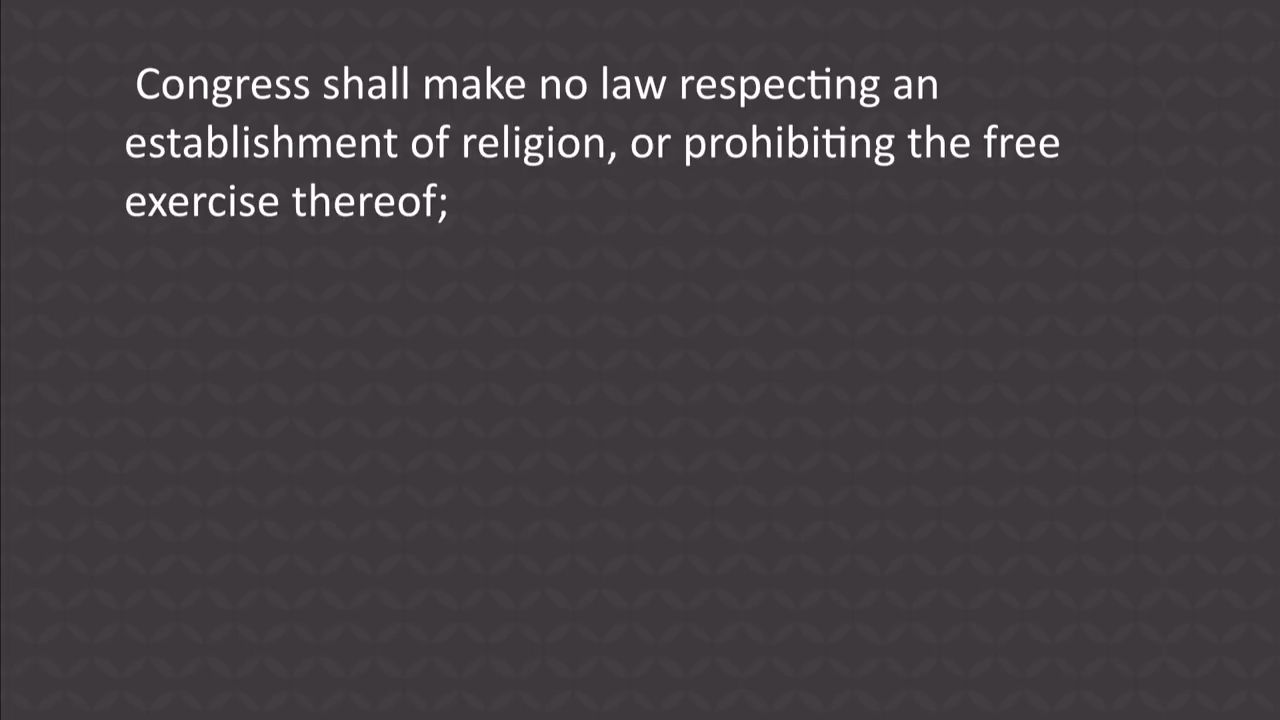 Congress shall make no law respecting an
establishment of religion, or prohibiting the free
exercise thereof;